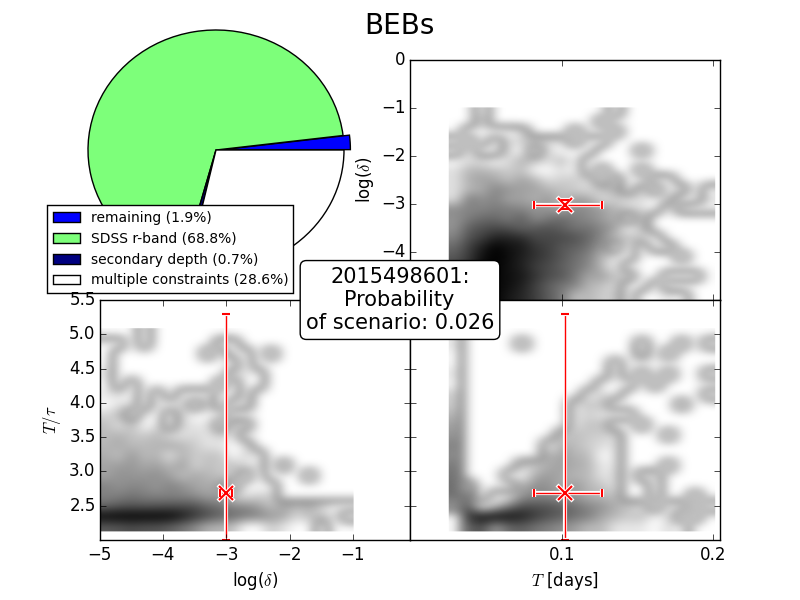 BEBs
remaining (1.9%)
SDSS r-band (68.8%)
secondary depth (0.7%)
multiple constraints (28.6%)
log(δ)
0
−1
−2
−3
−4
2015498601:
Probability
of scenario: 0.026
T/τ
5.5
5.0
4.5
4.0
3.5
3.0
2.5
−5 −4 −3 −2 −1
log(δ)
0.1 0.2
T [days]